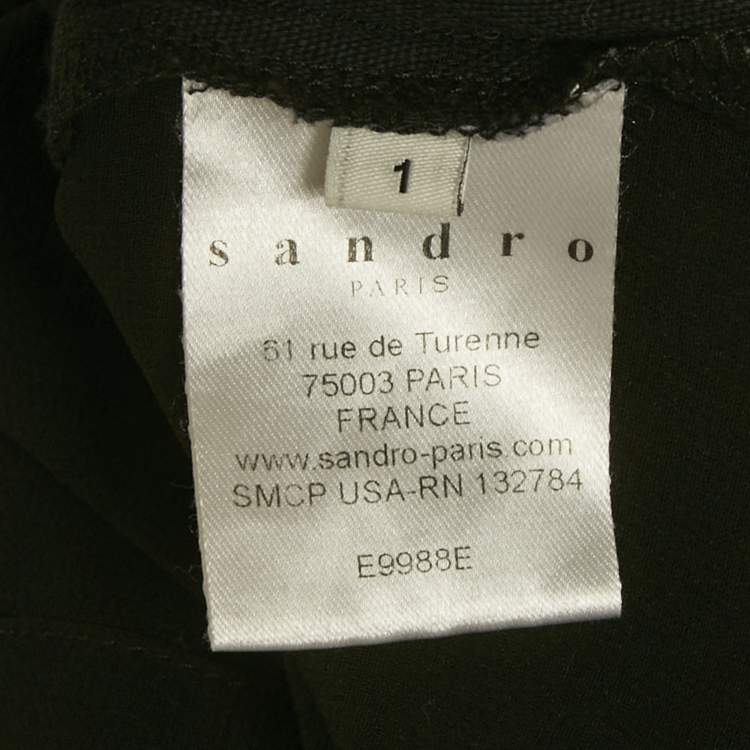 1
sandro
PARIS
61 rue de Turenne
75003 PARIS
FRANCE
www.sandro-paris.com
SMCP USA-RN 132784
E9988E